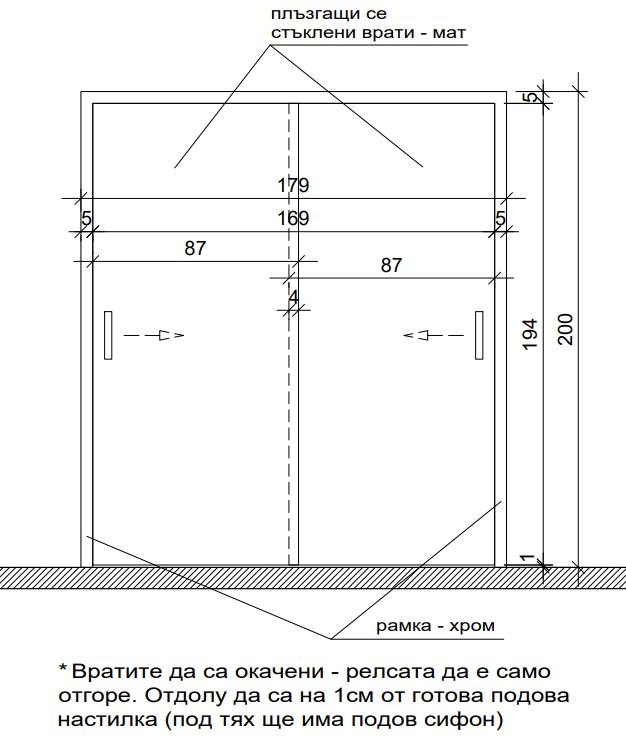 плъзгащи се
стъклени врати - мат
5
179
5
169
5
87
87
4
194
200
1
рамка - хром
* Вратите да са окачени - релсата да е само
отгоре. Отдолу да са на 1см от готова подова
настилка (под тях ще има подов сифон)